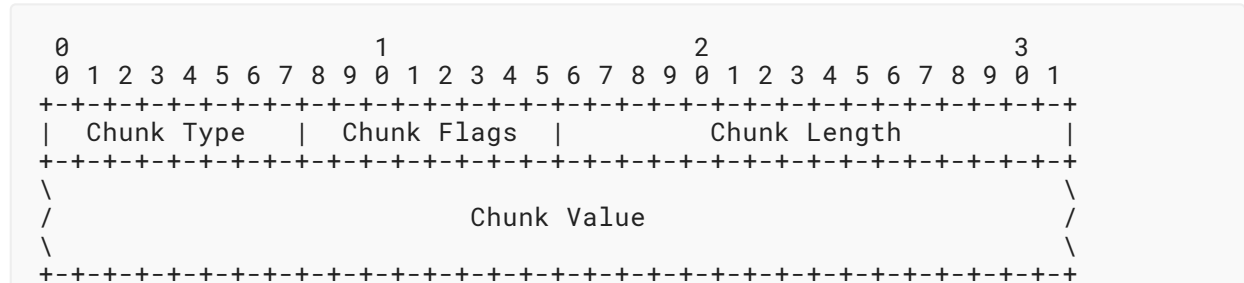 0                   1                   2                   3
 0 1 2 3 4 5 6 7 8 9 0 1 2 3 4 5 6 7 8 9 0 1 2 3 4 5 6 7 8 9 0 1
+-+-+-+-+-+-+-+-+-+-+-+-+-+-+-+-+-+-+-+-+-+-+-+-+-+-+-+-+-+-+-+-+
|  Chunk Type   |  Chunk Flags  |         Chunk Length          |
+-+-+-+-+-+-+-+-+-+-+-+-+-+-+-+-+-+-+-+-+-+-+-+-+-+-+-+-+-+-+-+-+
\                                                               \
/                          Chunk Value                          /
\                                                               \
+-+-+-+-+-+-+-+-+-+-+-+-+-+-+-+-+-+-+-+-+-+-+-+-+-+-+-+-+-+-+-+-+